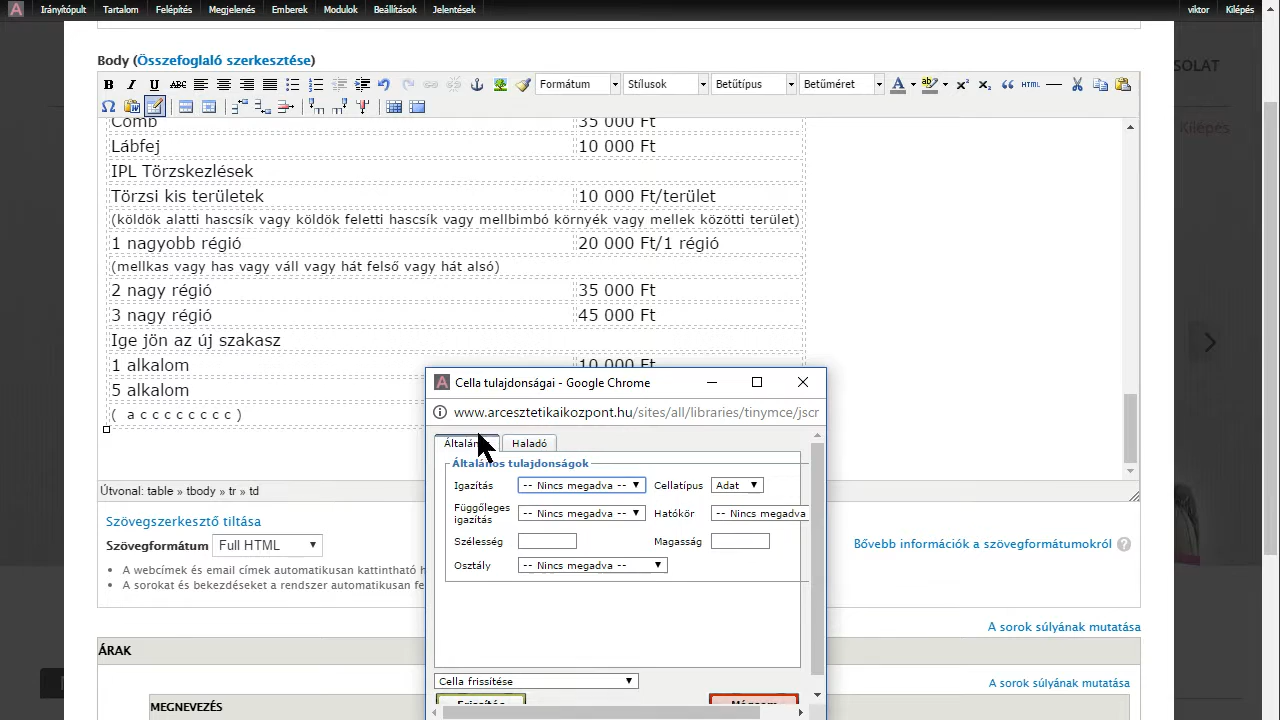 Irányítópult Tartalom Felépítés Megjelenés Emberek Modulok Beállítások Jelentések viktor Kilépés
SOLAT
Body (Összefoglaló szerkesztése)
B I U ABC Formátum Stílusok Betűtípus Betűméret A ab x² x₂ HTML
Ω
Comb 35 000 Ft
Kilépés
Lábfej 10 000 Ft
IPL Törzskezlések
Törzsi kis területek 10 000 Ft/terület
(köldök alatti hascsík vagy köldök feletti hascsík vagy mellbimbó környék vagy mellek közötti terület)
1 nagyobb régió 20 000 Ft/1 régió
(mellkas vagy has vagy váll vagy hát felső vagy hát alsó)
2 nagy régió 35 000 Ft
3 nagy régió 45 000 Ft
Ige jön az új szakasz
1 alkalom 10 000 Ft
5 alkalom
( a c c c c c c c c )
Cella tulajdonságai - Google Chrome
www.arcesztetikaikozpont.hu/sites/all/libraries/tinymce/jscr
Haladó
Általános tulajdonságok
Igazítás -- Nincs megadva -- Cellatípus Adat
Függőleges igazítás -- Nincs megadva -- Hatókör -- Nincs megadva
Szélesség Magasság
Osztály -- Nincs megadva --
Cella frissítése
Útvonal: table » tbody » tr » td
Szövegszerkesztő tiltása
Szövegformátum Full HTML
Bővebb információk a szövegformátumokról ?
A webcímek és email címek automatikusan kattintható
A sorokat és bekezdéseket a rendszer automatikusan
A sorok súlyának mutatása
ÁRAK
A sorok súlyának mutatása
MEGNEVEZÉS